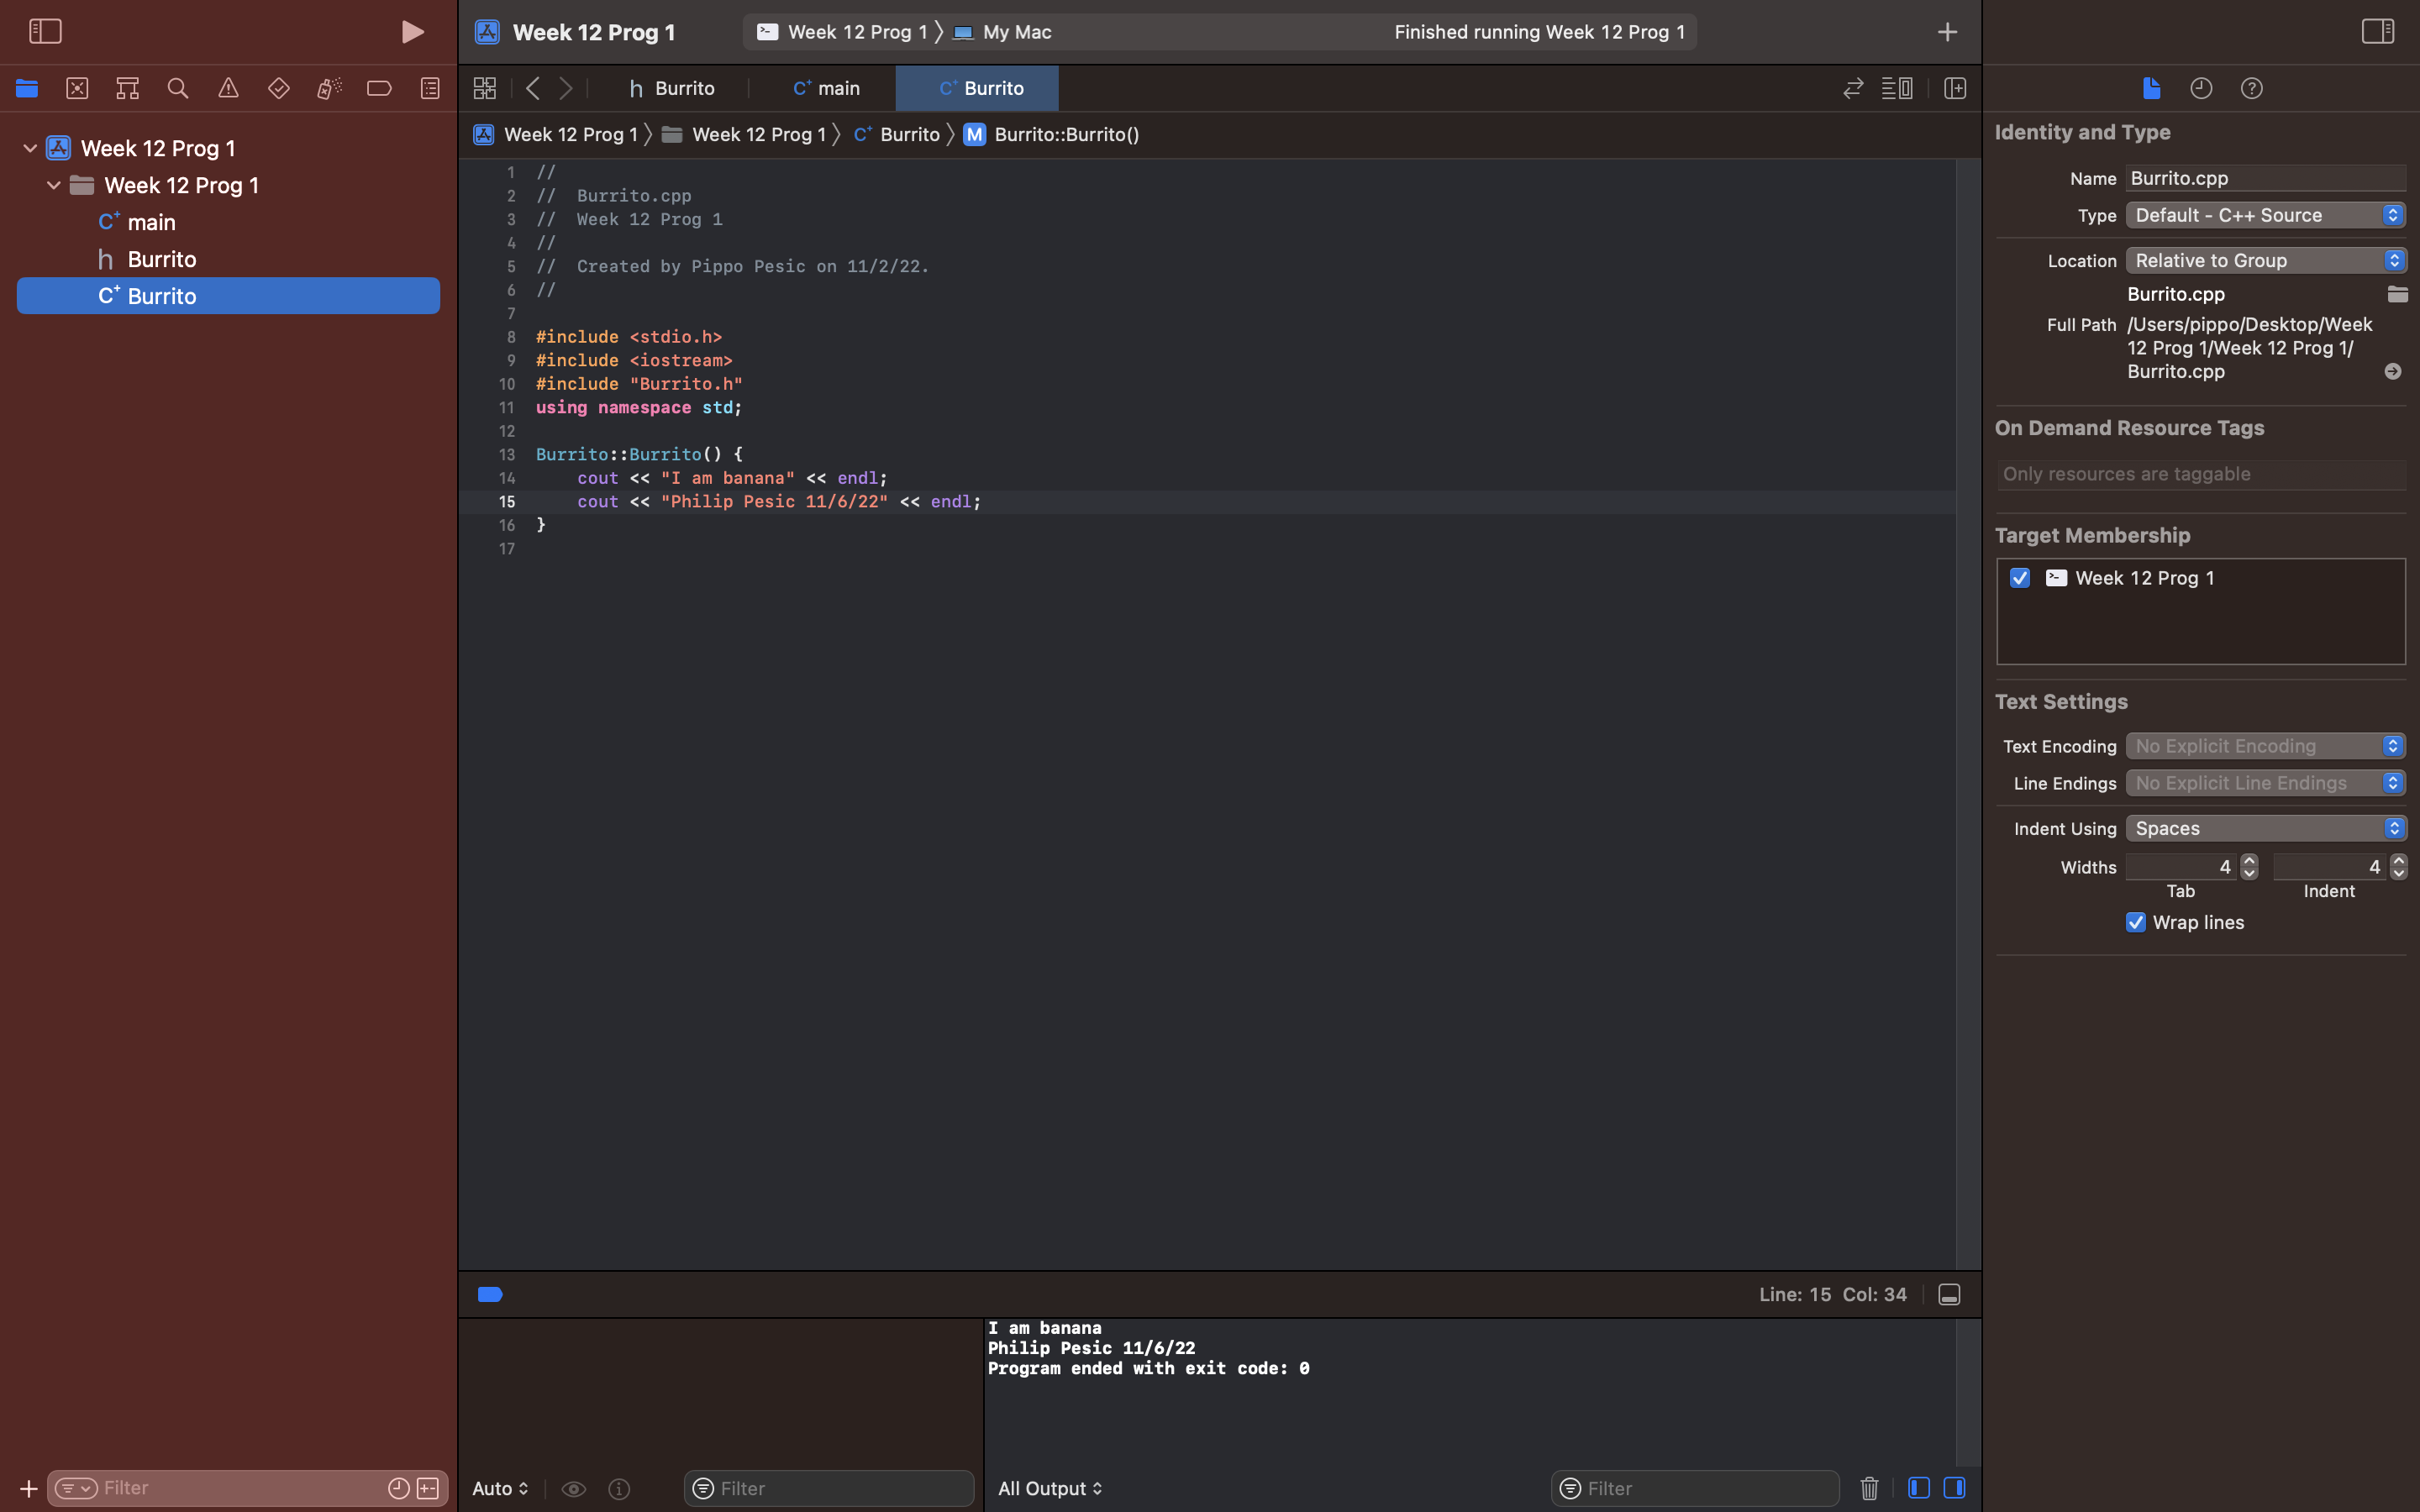 Week 12 Prog 1
Week 12 Prog 1 My Mac
Finished running Week 12 Prog 1
Week 12 Prog 1
Week 12 Prog 1
C+ main
h Burrito
C+ Burrito
Filter
h Burrito
C+ main
C+ Burrito
Week 12 Prog 1 Week 12 Prog 1 C+ Burrito M Burrito::Burrito()
1 //
2 //  Burrito.cpp
3 //  Week 12 Prog 1
4 //
5 //  Created by Pippo Pesic on 11/2/22.
6 //
7
8 #include <stdio.h>
9 #include <iostream>
10 #include "Burrito.h"
11 using namespace std;
12
13 Burrito::Burrito() {
14     cout << "I am banana" << endl;
15     cout << "Philip Pesic 11/6/22" << endl;
16 }
17
Line: 15 Col: 34
I am banana
Philip Pesic 11/6/22
Program ended with exit code: 0
Auto
Filter
All Output
Filter
Identity and Type
Name Burrito.cpp
Type Default - C++ Source
Location Relative to Group
Burrito.cpp
Full Path /Users/pippo/Desktop/Week
12 Prog 1/Week 12 Prog 1/
Burrito.cpp
On Demand Resource Tags
Only resources are taggable
Target Membership
Week 12 Prog 1
Text Settings
Text Encoding No Explicit Encoding
Line Endings No Explicit Line Endings
Indent Using Spaces
Widths 4 4
Tab Indent
Wrap lines